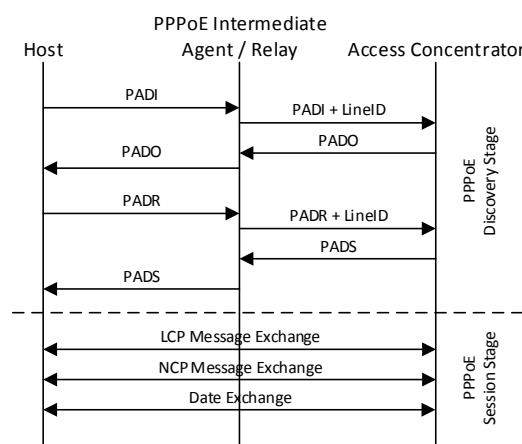 PPPoE Intermediate
Host
Agent / Relay
Access Concentrator
PADI
PADI + LineID
PADO
PADO
PADR
PADR + LineID
PADS
PADS
PPPoE
Discovery Stage
LCP Message Exchange
NCP Message Exchange
Date Exchange
PPPoE
Session Stage